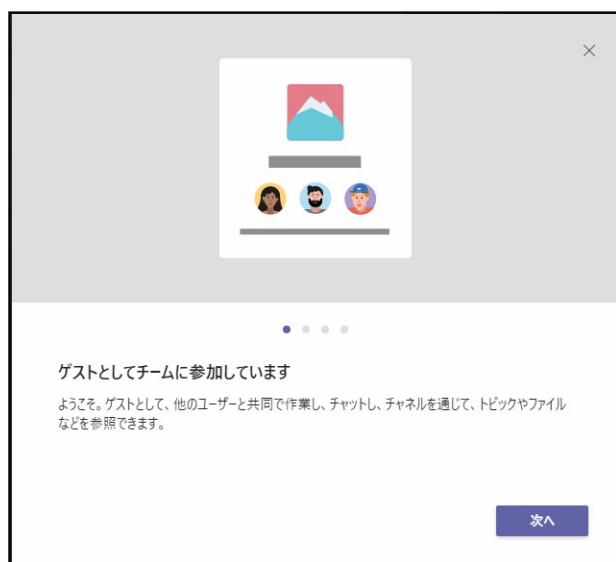 ゲストとしてチームに参加しています
ようこそ。ゲストとして、他のユーザーと共同で作業し、チャットし、チャネルを通じて、トピックやファイル
などを参照できます。
次へ